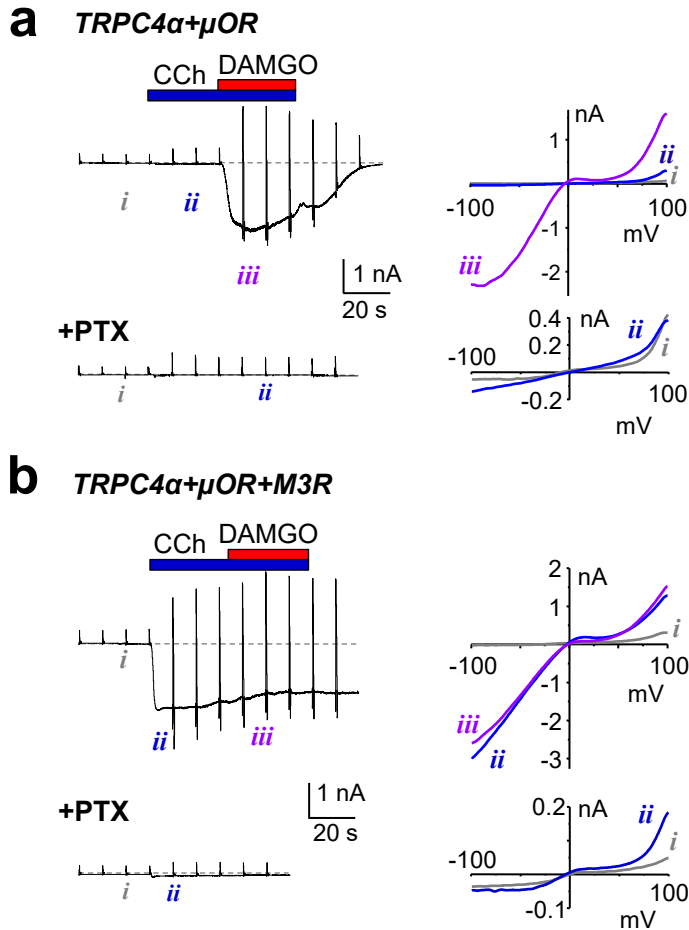 a TRPC4α+μOR
CCh DAMGO
i ii iii
1 nA
20 s
nA
1
-1
-2
-100 100
mV
i ii iii
+PTX
i ii
nA
0.4
0.2
-0.2
-100 100
mV
ii i
b TRPC4α+μOR+M3R
CCh DAMGO
i ii iii
1 nA
20 s
2
nA
1
-1
-2
-3
-100 100
mV
i
iii
ii
+PTX
i ii
0.2
nA
-0.1
-100 100
mV
ii i